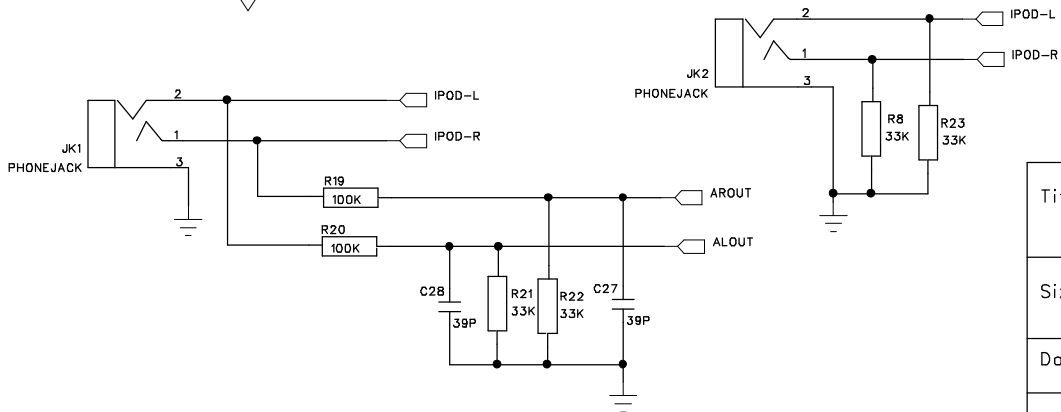 2
IPOD-L
1
IPOD-R
JK2
3
PHONEJACK
R8
33K
R23
33K
2
IPOD-L
1
IPOD-R
JK1
PHONEJACK
3
R19
100K
AROUT
R20
100K
ALOUT
C28
39P
R21
33K
R22
33K
C27
39P